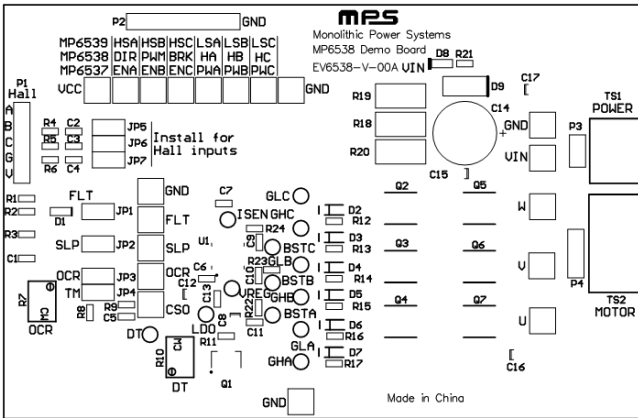 P2 GND
MPS
Monolithic Power Systems
MP6538 Demo Board
EV6538-V-00A VIN
MP6539 HSA HSB HSC LSA LSB LSC
MP6538 DIR PWM BRK HA HB HC
MP6537 ENA ENB ENC PWA PWB PWC
VCC GND
D8 R21
D9
C17
C14
+
R19
R18
R20
C15
TS1
POWER
P3
GND
VIN
P1
Hall
A
B
C
G
V
R4 C2
R5 C3
R6 C4
JP5
JP6
JP7
Install for
Hall inputs
R1
R2
R3
C1
FLT
D1
JP1
SLP
JP2
OCR
JP3
TM
JP4
R7
CW
OCR
R8
R9
C5
GND
FLT
SLP
OCR
CSO
DT
C7
ISEN
U1
C6
C12
C13
VREG
LDO
C8
R11
R10
CW
DT
Q1
GLC
GHC
R24
C9
BSTC
R23
GLB
C10
BSTB
GHB
R22
BSTA
C11
GLA
GHA
D2
R12
D3
R13
D4
R14
D5
R15
D6
R16
D7
R17
Q2 Q5
Q3 Q6
Q4 Q7
W
V
U
P4
TS2
MOTOR
C16
GND
Made in China